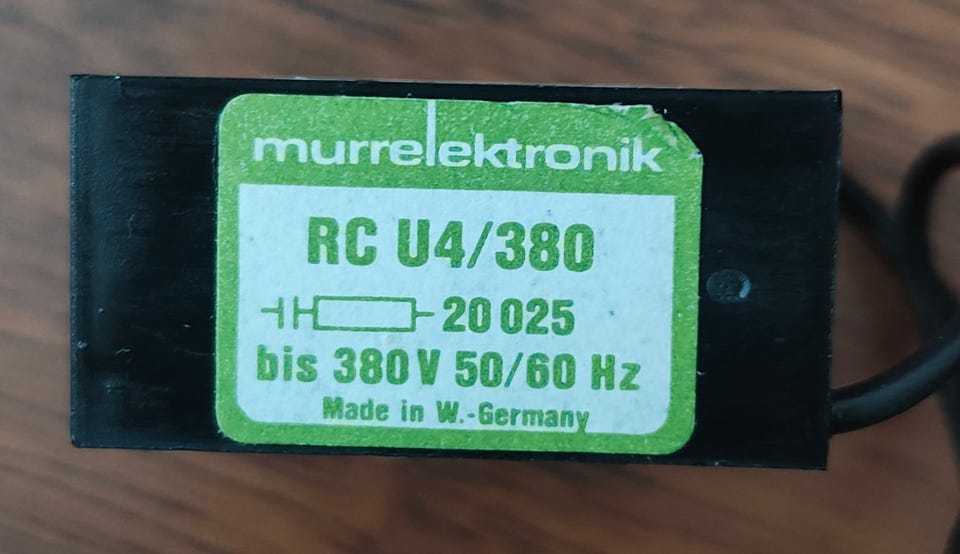 murrelektronik
RC U4/380
20 025
bis 380 V 50/60 Hz
Made in W.-Germany